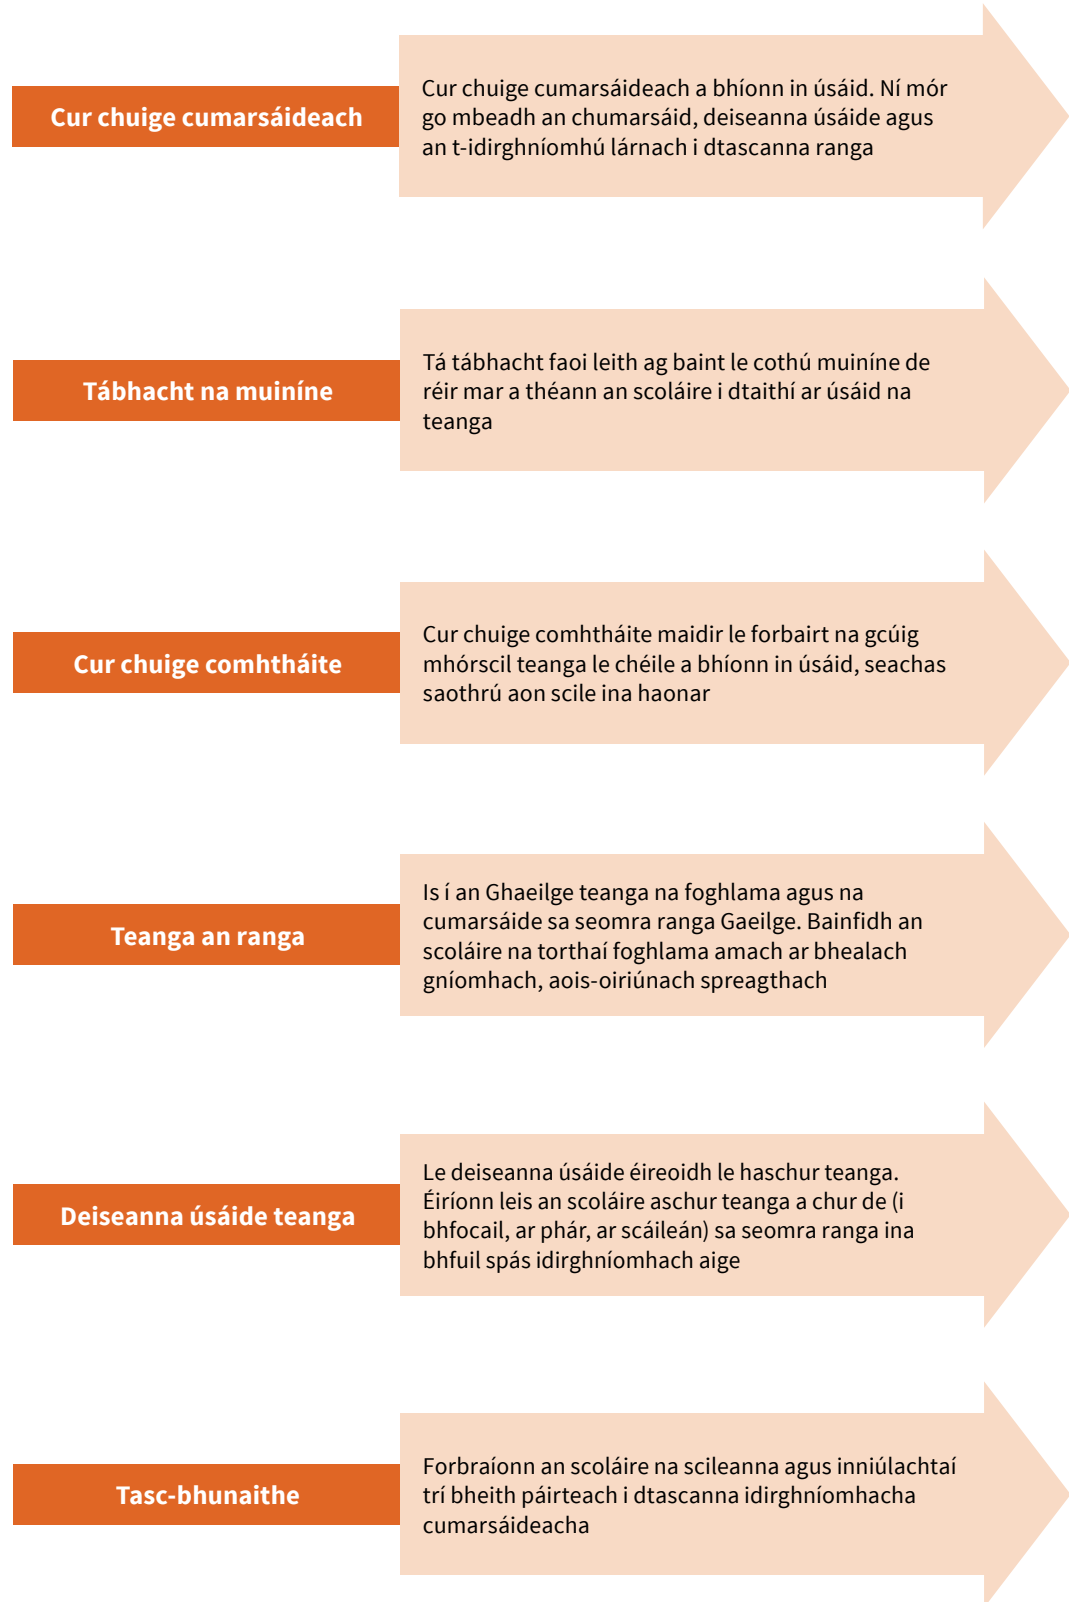 Cur chuige cumarsáideach
Cur chuige cumarsáideach a bhíonn in úsáid. Ní mór
go mbeadh an chumarsáid, deiseanna úsáide agus
an t-idirghníomhú lárnach i dtascanna ranga
Tábhacht na muiníne
Tá tábhacht faoi leith ag baint le cothú muiníne de
réir mar a théann an scoláire i dtaithí ar úsáid na
teanga
Cur chuige comhtháite
Cur chuige comhtháite maidir le forbairt na gcúig
mhórscil teanga le chéile a bhíonn in úsáid, seachas
saothrú aon scile ina haonar
Teanga an ranga
Is í an Ghaeilge teanga na foghlama agus na
cumarsáide sa seomra ranga Gaeilge. Bainfidh an
scoláire na torthaí foghlama amach ar bhealach
gníomhach, aois-oiriúnach spreagthach
Deiseanna úsáide teanga
Le deiseanna úsáide éireoidh le haschur teanga.
Éiríonn leis an scoláire aschur teanga a chur de (i
bhfocail, ar phár, ar scáileán) sa seomra ranga ina
bhfuil spás idirghníomhach aige
Tasc-bhunaithe
Forbraíonn an scoláire na scileanna agus inniúlachtaí
trí bheith páirteach i dtascanna idirghníomhacha
cumarsáideacha